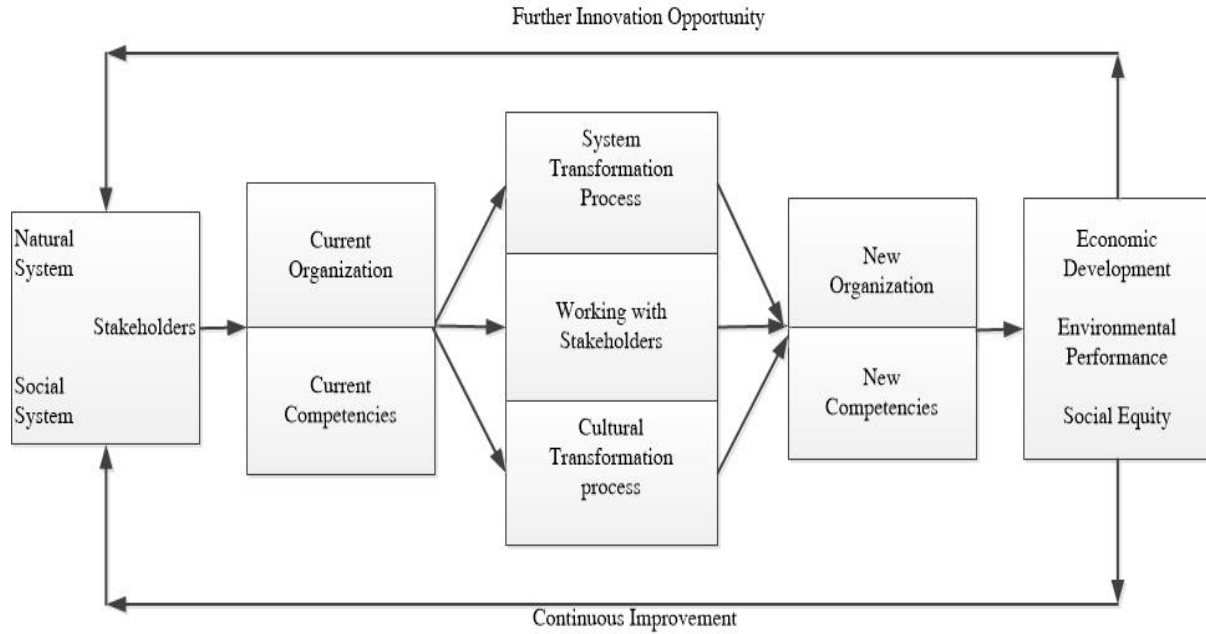 Further Innovation Opportunity
Natural
System
Stakeholders
Social
System
Current
Organization
Current
Competencies
System
Transformation
Process
Working with
Stakeholders
Cultural
Transformation
process
New
Organization
New
Competencies
Economic
Development
Environmental
Performance
Social Equity
Continuous Improvement